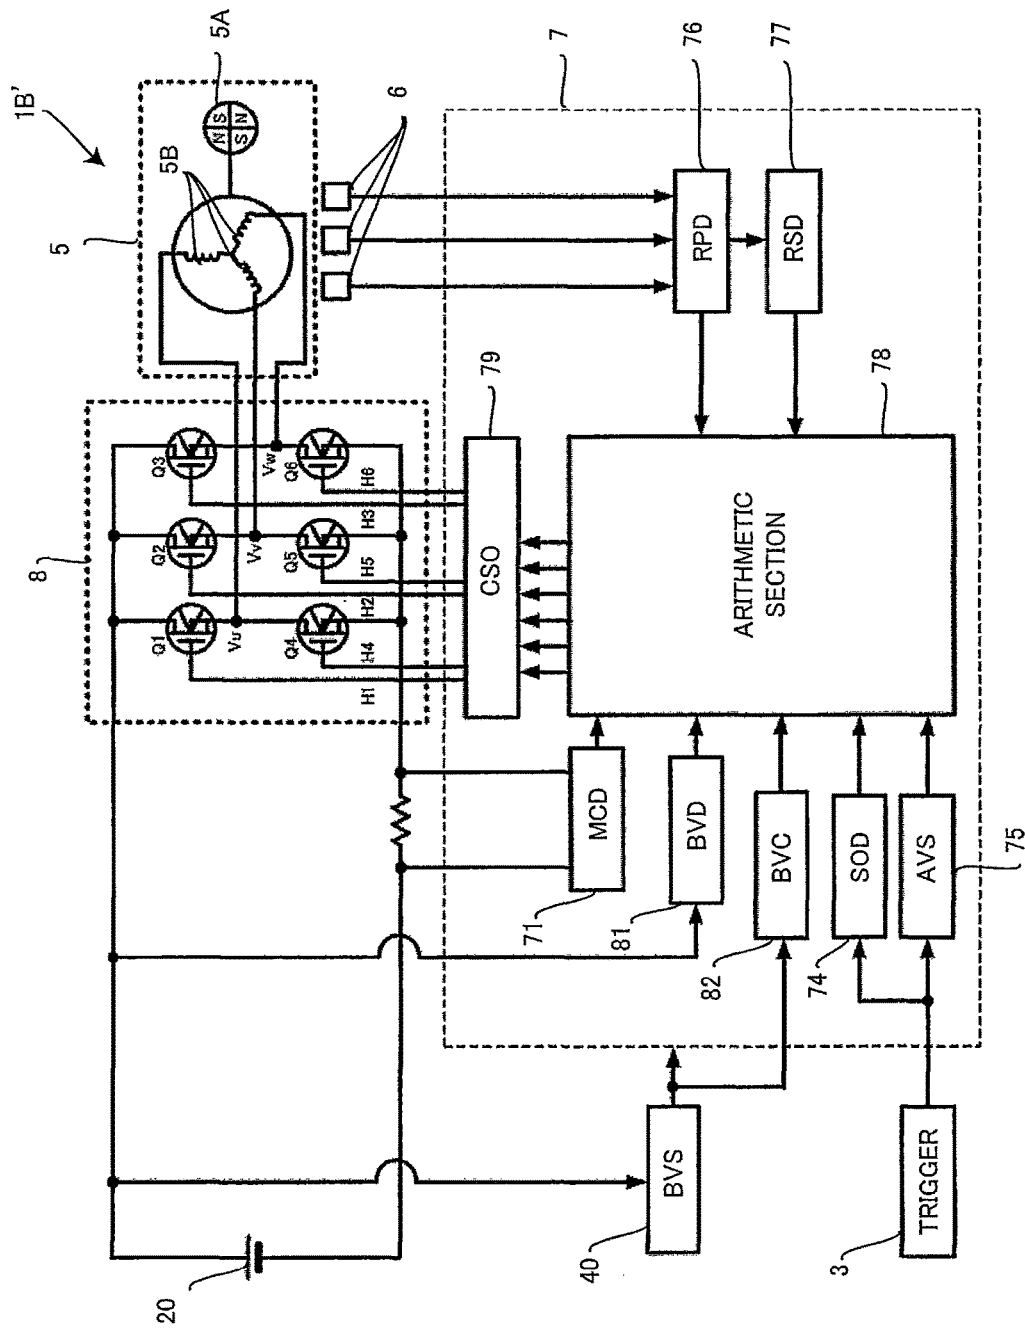 1B'
5
5A
5B
N
S
S
N
6
7
76
77
RPD
RSD
8
Q1
Q2
Q3
Vu
Vv
Vw
Q4
Q5
Q6
H1
H4
H2
H5
H3
H6
79
CSO
78
ARITHMETIC
SECTION
MCD
71
BVD
81
BVC
82
SOD
74
AVS
75
BVS
40
TRIGGER
3
20